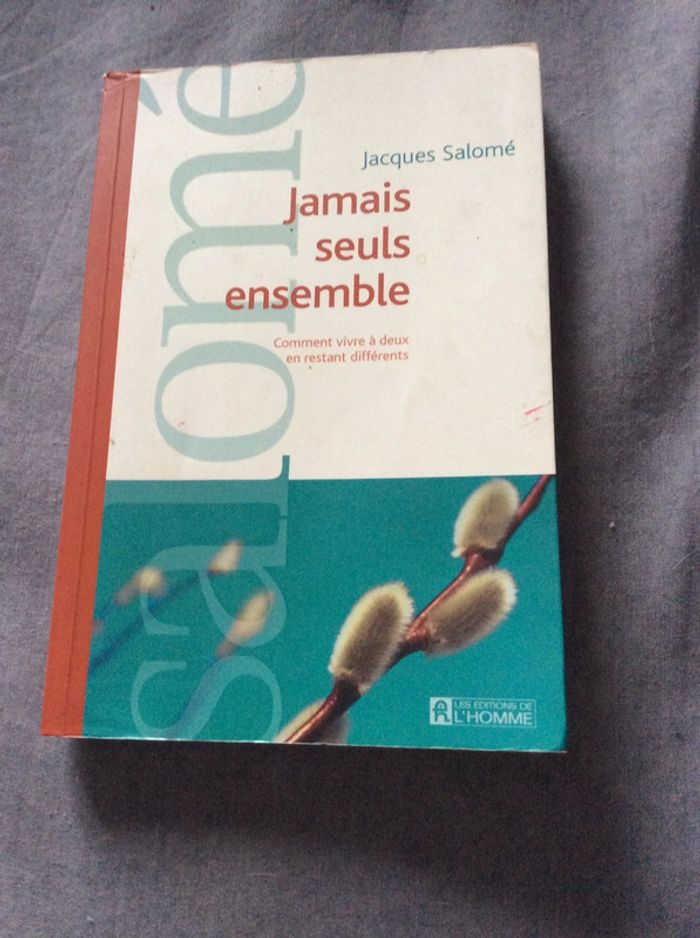 salomé
Jacques Salomé
Jamais
seuls
ensemble
Comment vivre à deux
en restant différents
LES EDITIONS DE
L'HOMME